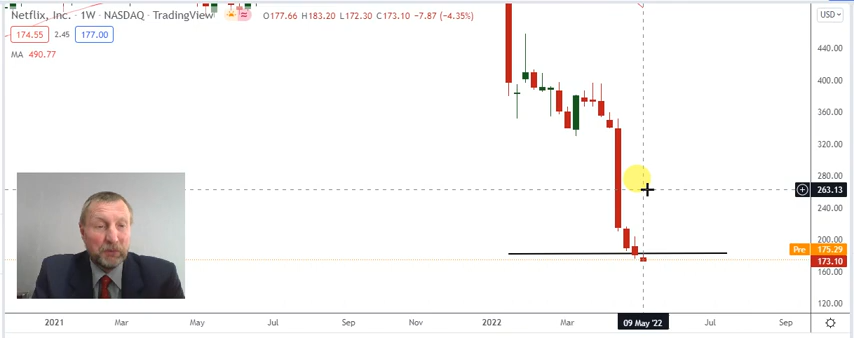 Netflix, Inc. · 1W · NASDAQ · TradingView O177.66 H183.20 L172.30 C173.10 −7.87 (−4.35%)
USD
174.55 2.45 177.00
MA 490.77
440.00
400.00
360.00
320.00
280.00
263.13
240.00
200.00
Pre 175.29
173.10
160.00
120.00
2021 Mar May Jul Sep Nov 2022 Mar 09 May '22 Jul Sep